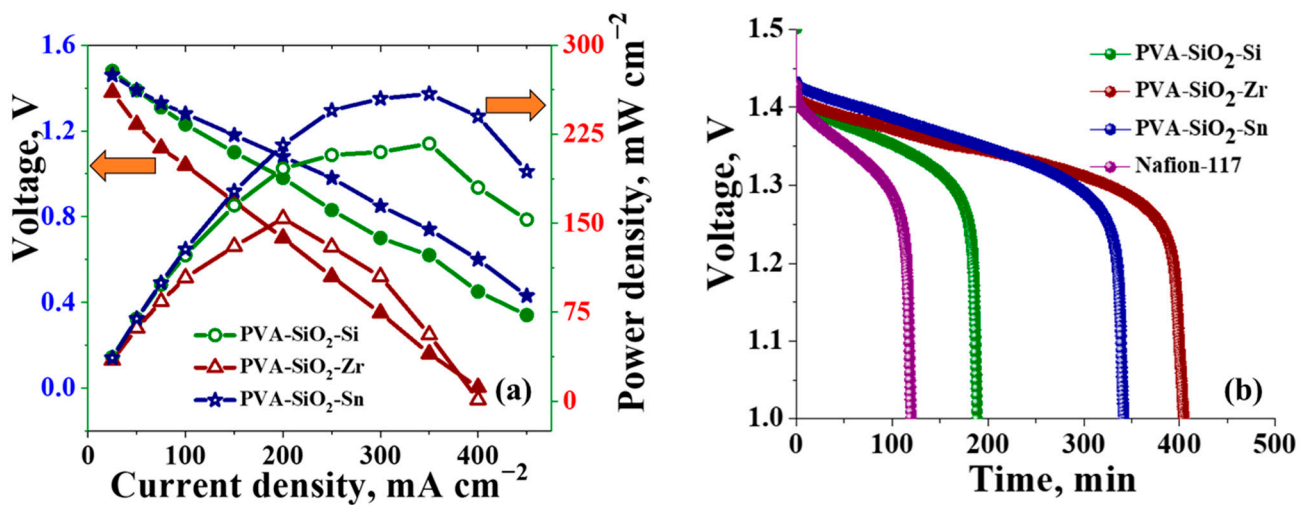 1.6
1.2
0.8
0.4
0.0
Voltage, V
300
225
150
75
0
Power density, mW cm⁻²
PVA-SiO₂-Si
PVA-SiO₂-Zr
PVA-SiO₂-Sn
(a)
0 100 200 300 400
Current density, mA cm⁻²
1.5
1.4
1.3
1.2
1.1
1.0
Voltage, V
PVA-SiO₂-Si
PVA-SiO₂-Zr
PVA-SiO₂-Sn
Nafion-117
(b)
0 100 200 300 400 500
Time, min